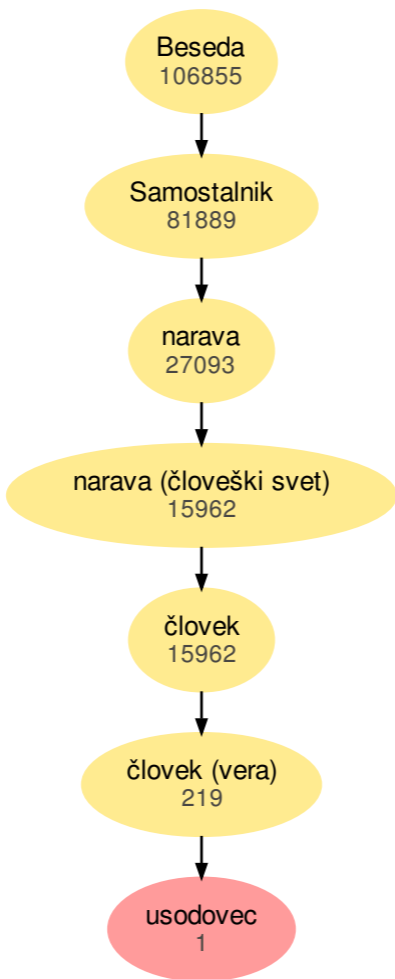 Beseda
106855
Samostalnik
81889
narava
27093
narava (človeški svet)
15962
človek
15962
človek (vera)
219
usodovec
1